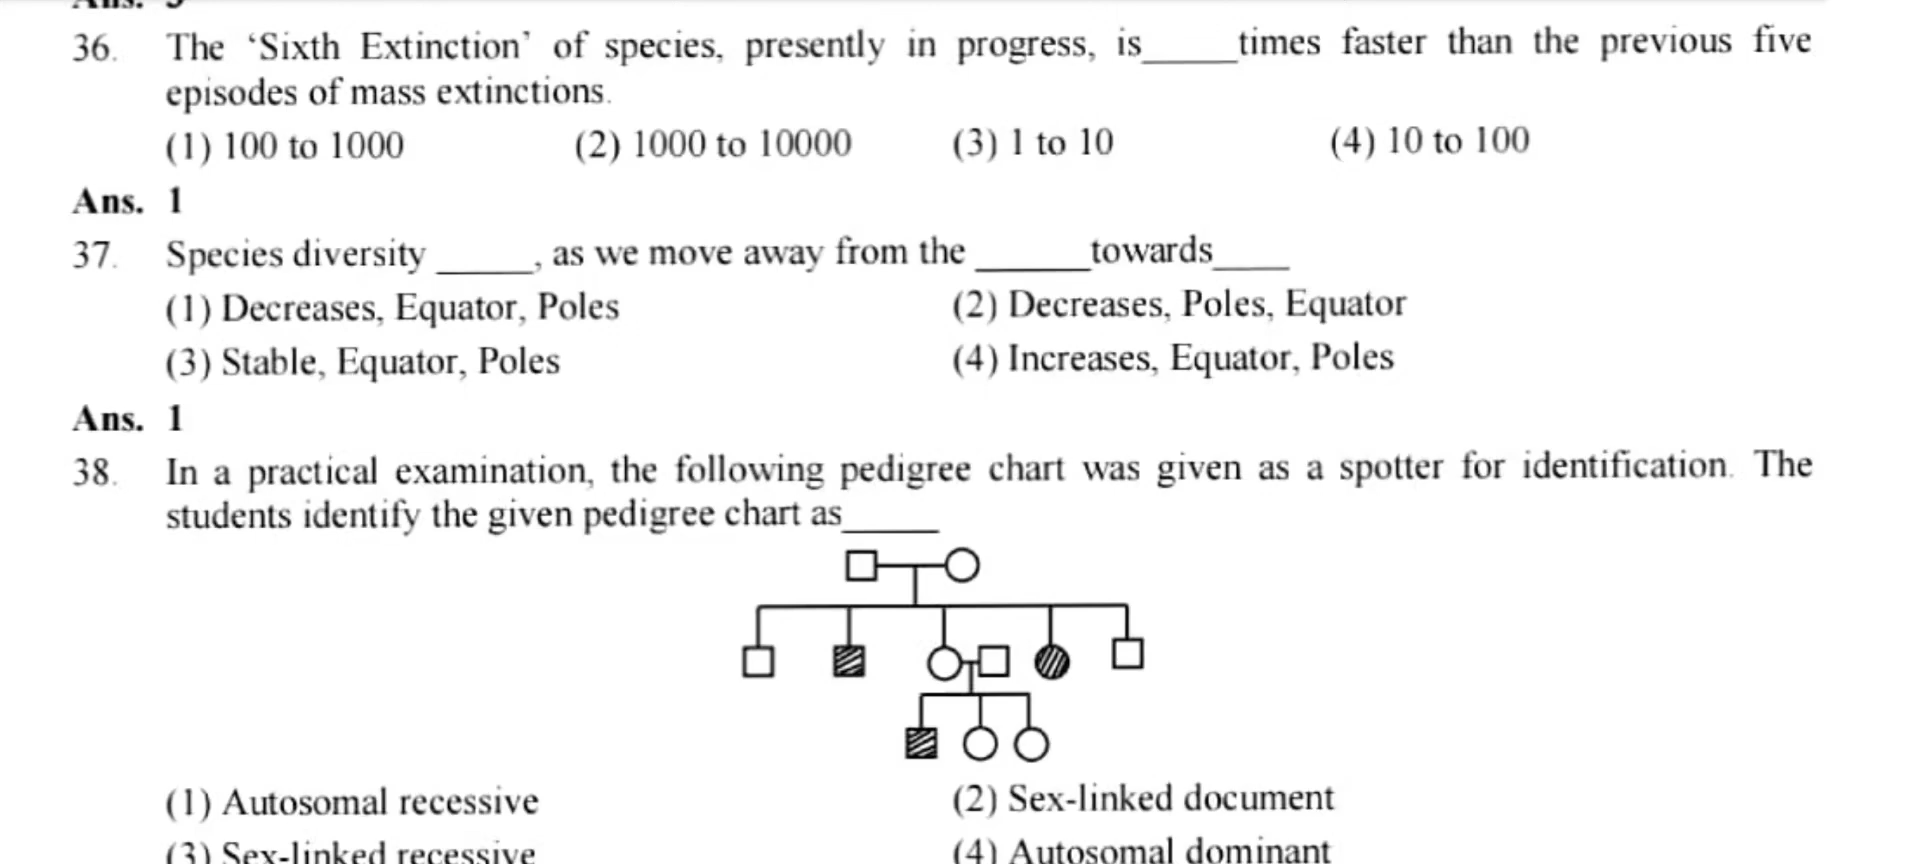 Ans. 3
36. The ‘Sixth Extinction’ of species, presently in progress, is_____times faster than the previous five
episodes of mass extinctions.
(1) 100 to 1000 (2) 1000 to 10000 (3) 1 to 10 (4) 10 to 100
Ans. 1
37. Species diversity _____, as we move away from the ______towards____
(1) Decreases, Equator, Poles (2) Decreases, Poles, Equator
(3) Stable, Equator, Poles (4) Increases, Equator, Poles
Ans. 1
38. In a practical examination, the following pedigree chart was given as a spotter for identification. The
students identify the given pedigree chart as_____
(1) Autosomal recessive (2) Sex-linked document
(3) Sex-linked recessive (4) Autosomal dominant